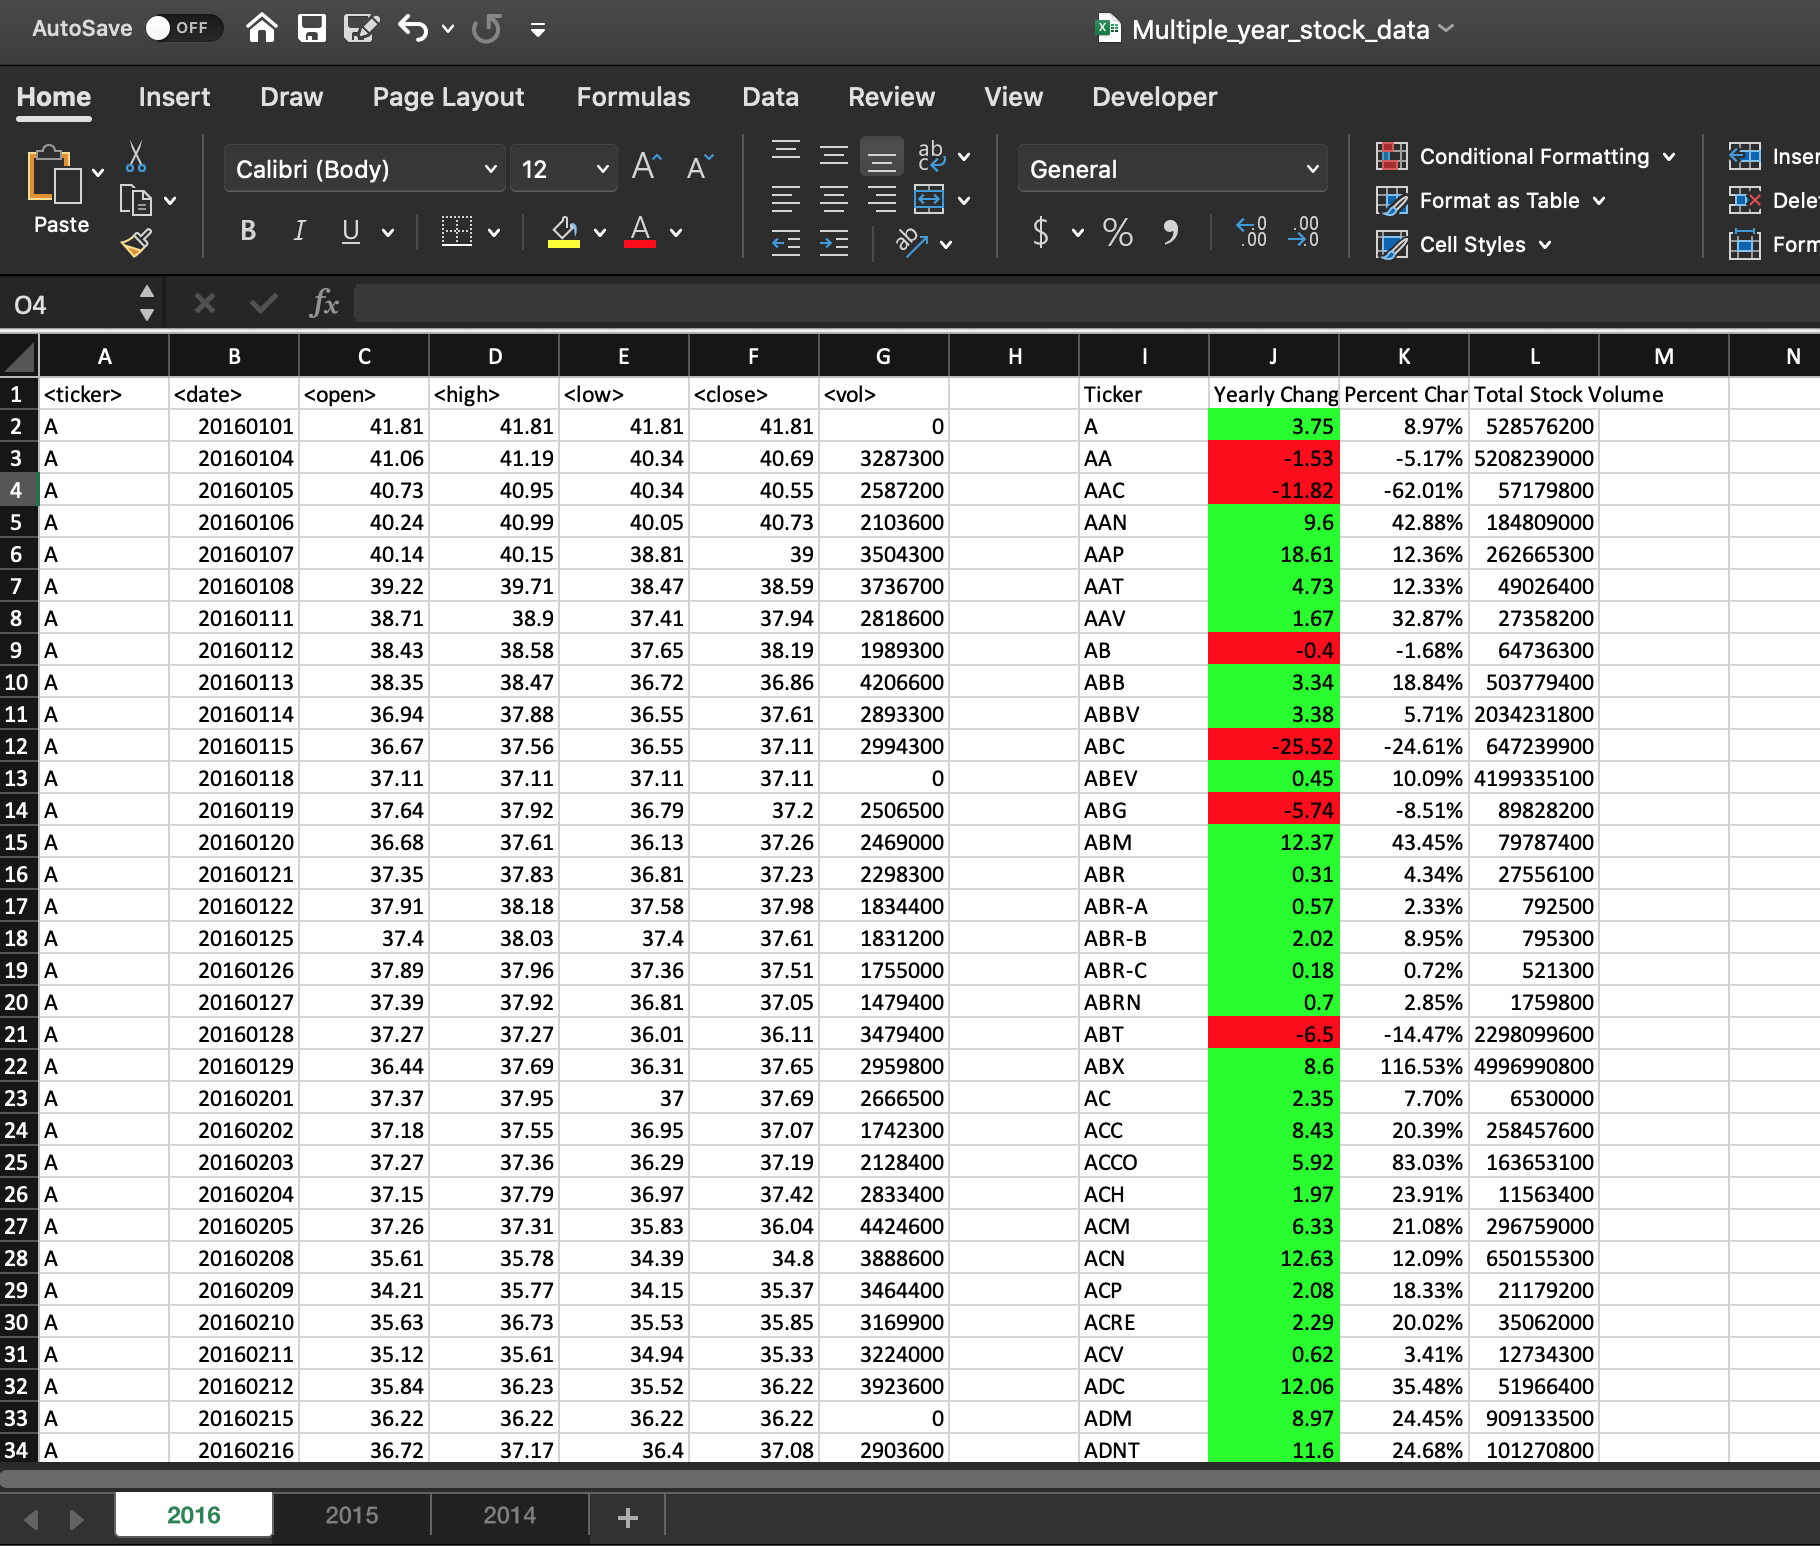 AutoSave OFF Multiple_year_stock_data
Home Insert Draw Page Layout Formulas Data Review View Developer
Paste Calibri (Body) 12 A A ab General Conditional Formatting Inser
Format as Table Dele
B I U A ab $ % , .0 .00 .00 .0 Cell Styles Form
O4 fx
A B C D E F G H I J K L M N
1 <ticker> <date> <open> <high> <low> <close> <vol> Ticker Yearly Chang Percent Char Total Stock Volume
2 A 20160101 41.81 41.81 41.81 41.81 0 A 3.75 8.97% 528576200
3 A 20160104 41.06 41.19 40.34 40.69 3287300 AA -1.53 -5.17% 5208239000
4 A 20160105 40.73 40.95 40.34 40.55 2587200 AAC -11.82 -62.01% 57179800
5 A 20160106 40.24 40.99 40.05 40.73 2103600 AAN 9.6 42.88% 184809000
6 A 20160107 40.14 40.15 38.81 39 3504300 AAP 18.61 12.36% 262665300
7 A 20160108 39.22 39.71 38.47 38.59 3736700 AAT 4.73 12.33% 49026400
8 A 20160111 38.71 38.9 37.41 37.94 2818600 AAV 1.67 32.87% 27358200
9 A 20160112 38.43 38.58 37.65 38.19 1989300 AB -0.4 -1.68% 64736300
10 A 20160113 38.35 38.47 36.72 36.86 4206600 ABB 3.34 18.84% 503779400
11 A 20160114 36.94 37.88 36.55 37.61 2893300 ABBV 3.38 5.71% 2034231800
12 A 20160115 36.67 37.56 36.55 37.11 2994300 ABC -25.52 -24.61% 647239900
13 A 20160118 37.11 37.11 37.11 37.11 0 ABEV 0.45 10.09% 4199335100
14 A 20160119 37.64 37.92 36.79 37.2 2506500 ABG -5.74 -8.51% 89828200
15 A 20160120 36.68 37.61 36.13 37.26 2469000 ABM 12.37 43.45% 79787400
16 A 20160121 37.35 37.83 36.81 37.23 2298300 ABR 0.31 4.34% 27556100
17 A 20160122 37.91 38.18 37.58 37.98 1834400 ABR-A 0.57 2.33% 792500
18 A 20160125 37.4 38.03 37.4 37.61 1831200 ABR-B 2.02 8.95% 795300
19 A 20160126 37.89 37.96 37.36 37.51 1755000 ABR-C 0.18 0.72% 521300
20 A 20160127 37.39 37.92 36.81 37.05 1479400 ABRN 0.7 2.85% 1759800
21 A 20160128 37.27 37.27 36.01 36.11 3479400 ABT -6.5 -14.47% 2298099600
22 A 20160129 36.44 37.69 36.31 37.65 2959800 ABX 8.6 116.53% 4996990800
23 A 20160201 37.37 37.95 37 37.69 2666500 AC 2.35 7.70% 6530000
24 A 20160202 37.18 37.55 36.95 37.07 1742300 ACC 8.43 20.39% 258457600
25 A 20160203 37.27 37.36 36.29 37.19 2128400 ACCO 5.92 83.03% 163653100
26 A 20160204 37.15 37.79 36.97 37.42 2833400 ACH 1.97 23.91% 11563400
27 A 20160205 37.26 37.31 35.83 36.04 4424600 ACM 6.33 21.08% 296759000
28 A 20160208 35.61 35.78 34.39 34.8 3888600 ACN 12.63 12.09% 650155300
29 A 20160209 34.21 35.77 34.15 35.37 3464400 ACP 2.08 18.33% 21179200
30 A 20160210 35.63 36.73 35.53 35.85 3169900 ACRE 2.29 20.02% 35062000
31 A 20160211 35.12 35.61 34.94 35.33 3224000 ACV 0.62 3.41% 12734300
32 A 20160212 35.84 36.23 35.52 36.22 3923600 ADC 12.06 35.48% 51966400
33 A 20160215 36.22 36.22 36.22 36.22 0 ADM 8.97 24.45% 909133500
34 A 20160216 36.72 37.17 36.4 37.08 2903600 ADNT 11.6 24.68% 101270800
2016 2015 2014 +